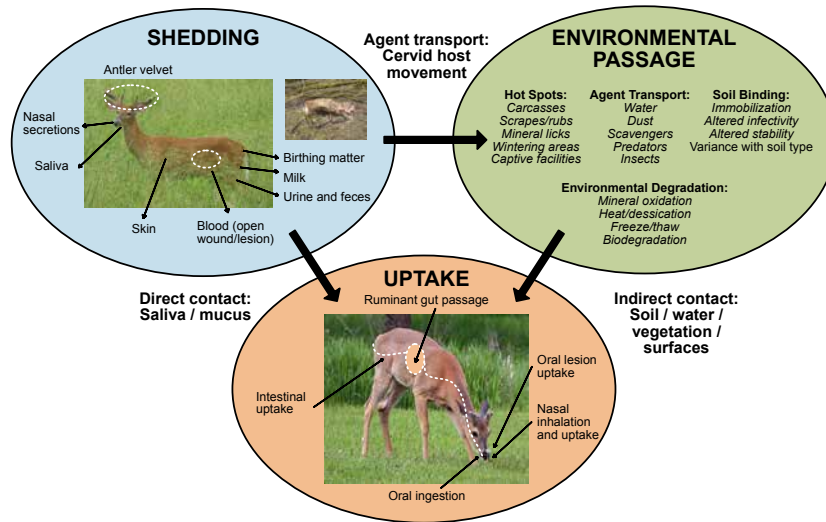 SHEDDING
Antler velvet
Nasal
secretions
Saliva
Skin
Blood (open
wound/lesion)
Birthing matter
Milk
Urine and feces
Agent transport:
Cervid host
movement
ENVIRONMENTAL
PASSAGE
Hot Spots:
Carcasses
Scrapes/rubs
Mineral licks
Wintering areas
Captive facilities
Agent Transport:
Water
Dust
Scavengers
Predators
Insects
Soil Binding:
Immobilization
Altered infectivity
Altered stability
Variance with soil type
Environmental Degradation:
Mineral oxidation
Heat/dessication
Freeze/thaw
Biodegradation
Direct contact:
Saliva / mucus
Indirect contact:
Soil / water /
vegetation /
surfaces
UPTAKE
Ruminant gut passage
Intestinal
uptake
Oral lesion
uptake
Nasal
inhalation
and uptake
Oral ingestion